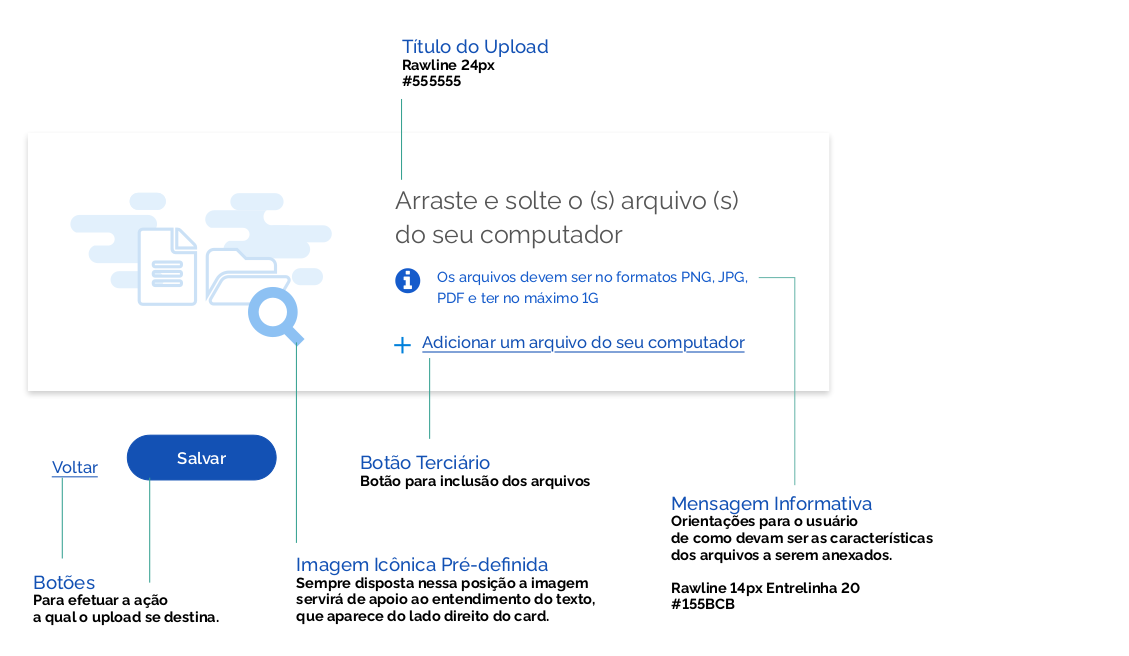 Título do Upload
Rawline 24px
#555555
Arraste e solte o (s) arquivo (s)
do seu computador
Os arquivos devem ser no formatos PNG, JPG,
PDF e ter no máximo 1G
Adicionar um arquivo do seu computador
Voltar
Salvar
Botão Terciário
Botão para inclusão dos arquivos
Mensagem Informativa
Orientações para o usuário
de como devam ser as características
dos arquivos a serem anexados.
Rawline 14px Entrelinha 20
#155BCB
Imagem Icônica Pré-definida
Sempre disposta nessa posição a imagem
servirá de apoio ao entendimento do texto,
que aparece do lado direito do card.
Botões
Para efetuar a ação
a qual o upload se destina.